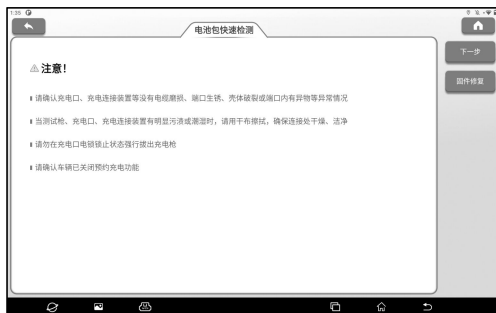 1:35
电池包快速检测
下一步
固件修复
注意！
请确认充电口、充电连接装置等没有电缆磨损、端口生锈、壳体破裂或端口内有异物等异常情况
当测试枪、充电口、充电连接装置有明显污渍或潮湿时，请用干布擦拭，确保连接处干燥、洁净
请勿在充电口电锁锁止状态强行拔出充电枪
请确认车辆已关闭预约充电功能